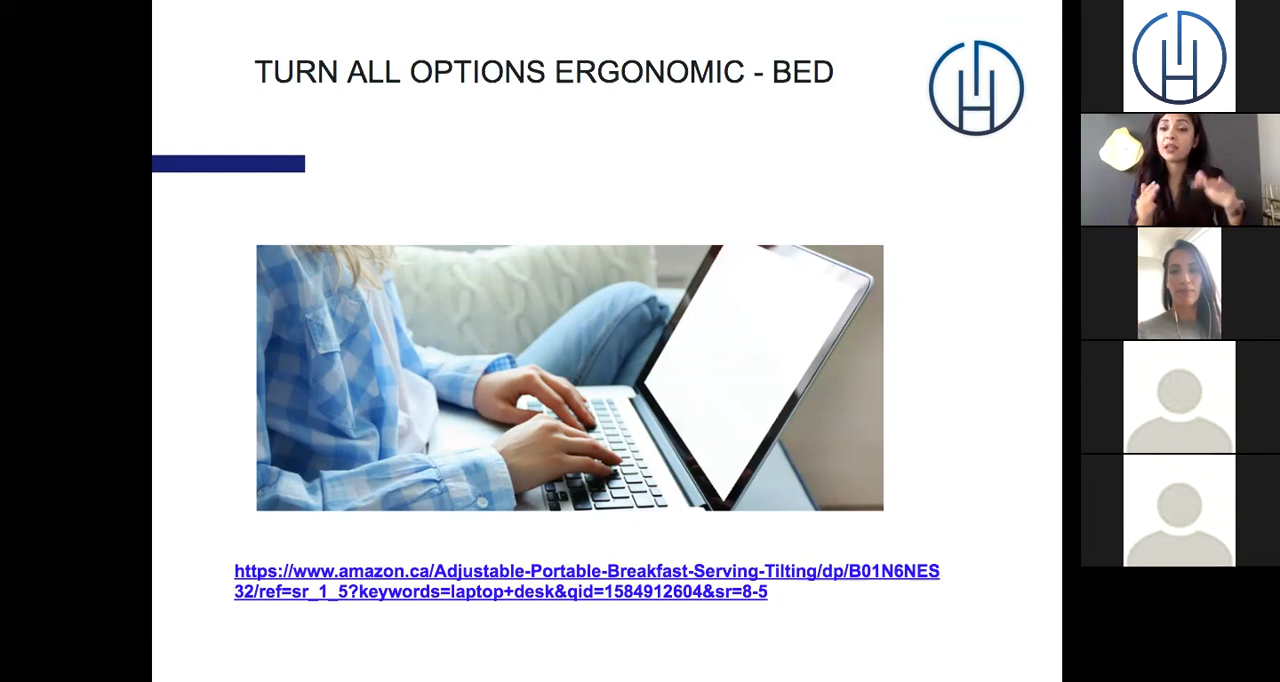 TURN ALL OPTIONS ERGONOMIC - BED
https://www.amazon.ca/Adjustable-Portable-Breakfast-Serving-Tilting/dp/B01N6NES
32/ref=sr_1_5?keywords=laptop+desk&qid=1584912604&sr=8-5